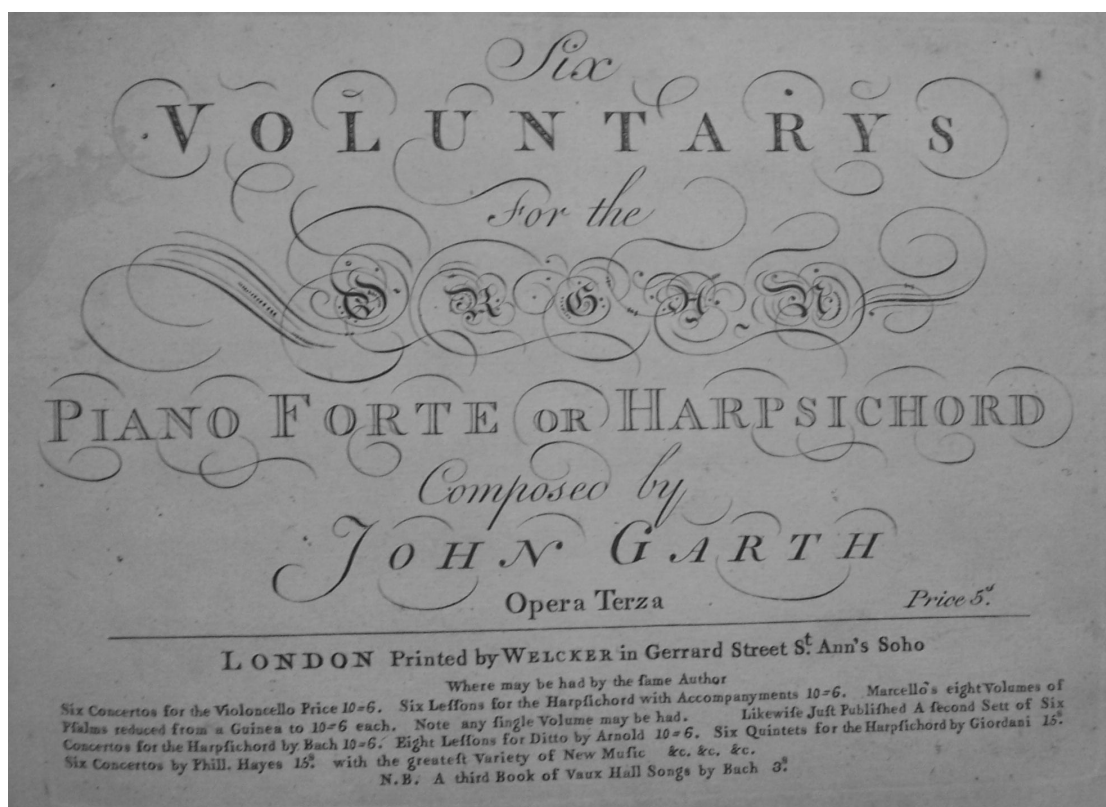 Six
VOLUNTARYS
For the
ORGAN
PIANO FORTE OR HARPSICHORD
Composed by
JOHN GARTH
Opera Terza Price 5.s
LONDON Printed by WELCKER in Gerrard Street S.t Ann's Soho
Where may be had by the ſame Author
Six Concertos for the Violoncello Price 10=6. Six Leſſons for the Harpſichord with Accompanyments 10=6. Marcello's eight Volumes of
Pſalms reduced from a Guinea to 10=6 each. Note any ſingle Volume may be had. Likewiſe Juſt Publiſhed A ſecond Sett of Six
Concertos for the Harpſichord by Bach 10=6. Eight Leſſons for Ditto by Arnold 10=6. Six Quintets for the Harpſichord by Giordani 15.s
Six Concertos by Phill. Hayes 15.s with the greateſt Variety of New Muſic &c. &c. &c.
N.B. A third Book of Vaux Hall Songs by Bach 3.s